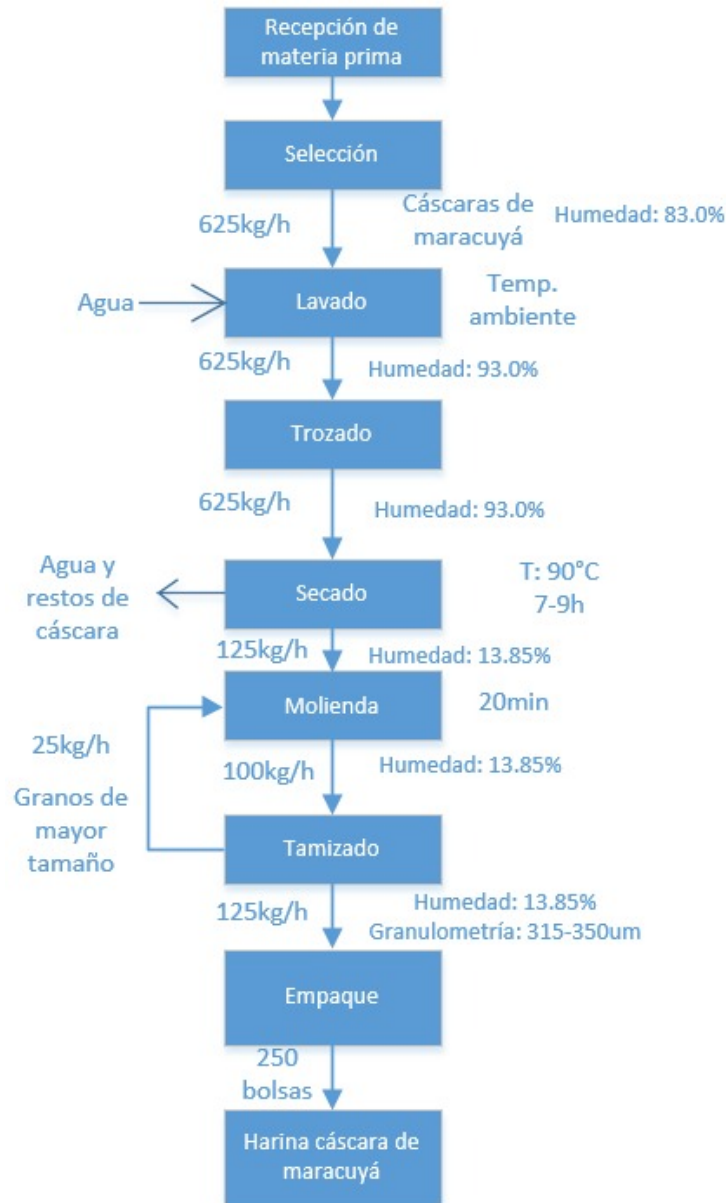 Recepción de
materia prima
Selección
625kg/h
Cáscaras de
maracuyá
Humedad: 83.0%
Agua
Lavado
Temp.
ambiente
625kg/h
Humedad: 93.0%
Trozado
625kg/h
Humedad: 93.0%
Agua y
restos de
cáscara
Secado
T: 90°C
7-9h
125kg/h
Humedad: 13.85%
Molienda
20min
25kg/h
100kg/h
Humedad: 13.85%
Granos de
mayor
tamaño
Tamizado
125kg/h
Humedad: 13.85%
Granulometría: 315-350um
Empaque
250
bolsas
Harina cáscara de
maracuyá